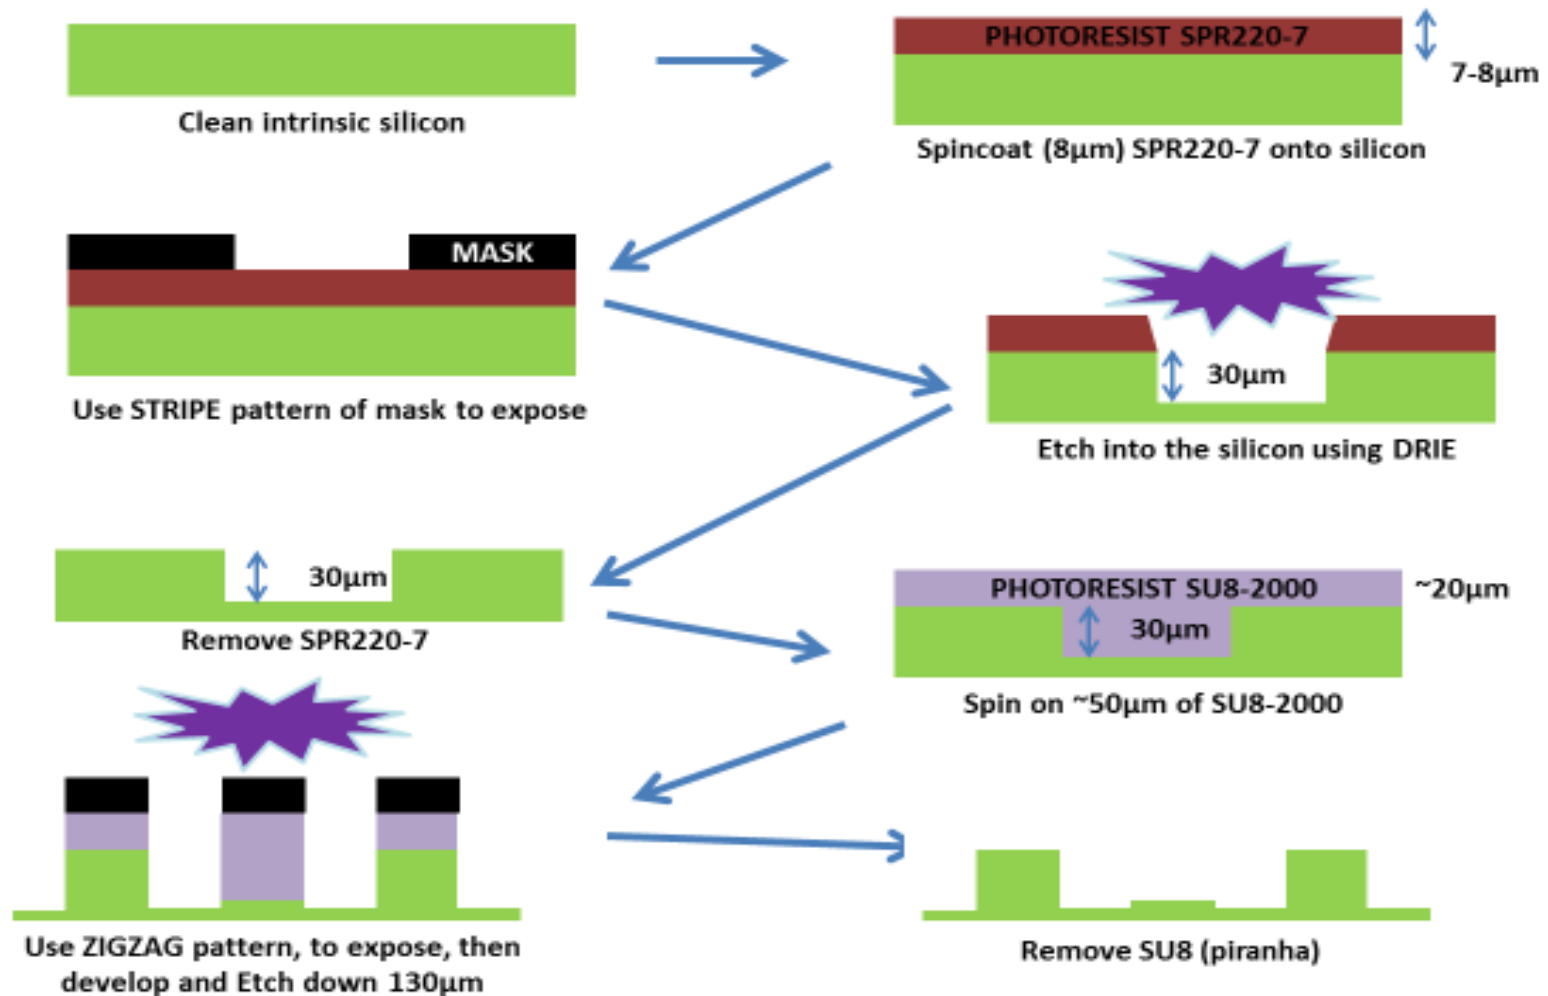 Clean intrinsic silicon
PHOTORESIST SPR220-7
7-8µm
Spincoat (8µm) SPR220-7 onto silicon
MASK
Use STRIPE pattern of mask to expose
30µm
Etch into the silicon using DRIE
30µm
Remove SPR220-7
PHOTORESIST SU8-2000
~20µm
30µm
Spin on ~50µm of SU8-2000
Use ZIGZAG pattern, to expose, then
develop and Etch down 130µm
Remove SU8 (piranha)